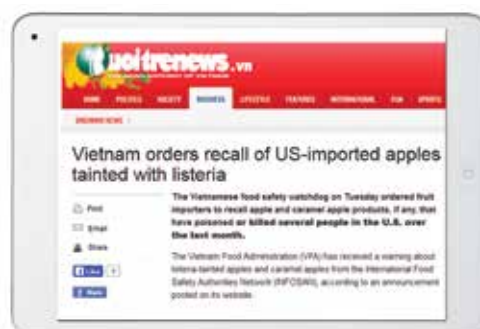 tuoitrenews.vn
HOME POLITICS SOCIETY BUSINESS LIFESTYLE FEATURES INTERNATIONAL FUN SPORTS
BREAKING NEWS
Vietnam orders recall of US-imported apples
tainted with listeria
Print
Email
Share
Like
Share
The Vietnamese food safety watchdog on Tuesday ordered fruit
importers to recall apple and caramel apple products, if any, that
have poisoned or killed several people in the U.S. over
the last month.
The Vietnam Food Administration (VFA) has received a warning about
listeria-tainted apples and caramel apples from the International Food
Safety Authorities Network (INFOSAN), according to an announcement
posted on its website.